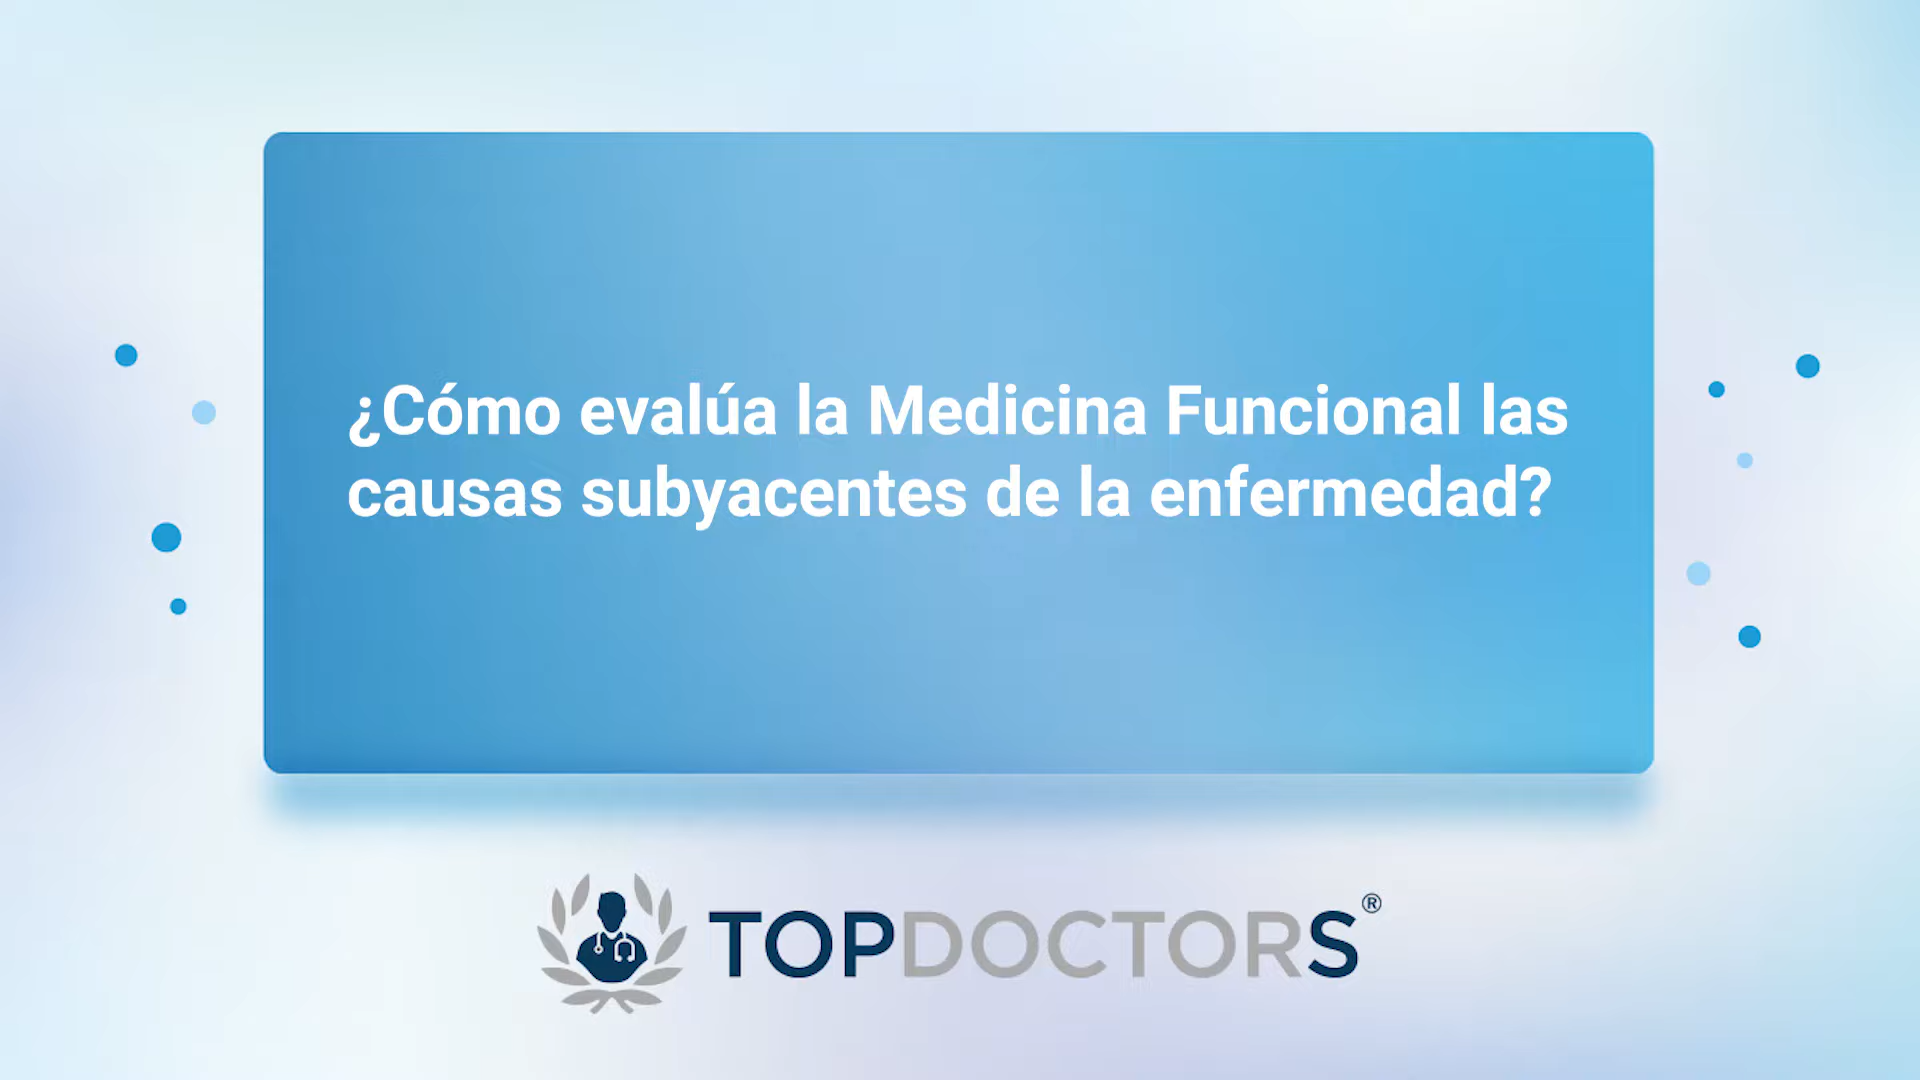 ¿Cómo evalúa la Medicina Funcional las
causas subyacentes de la enfermedad?
TOPDOCTORS®